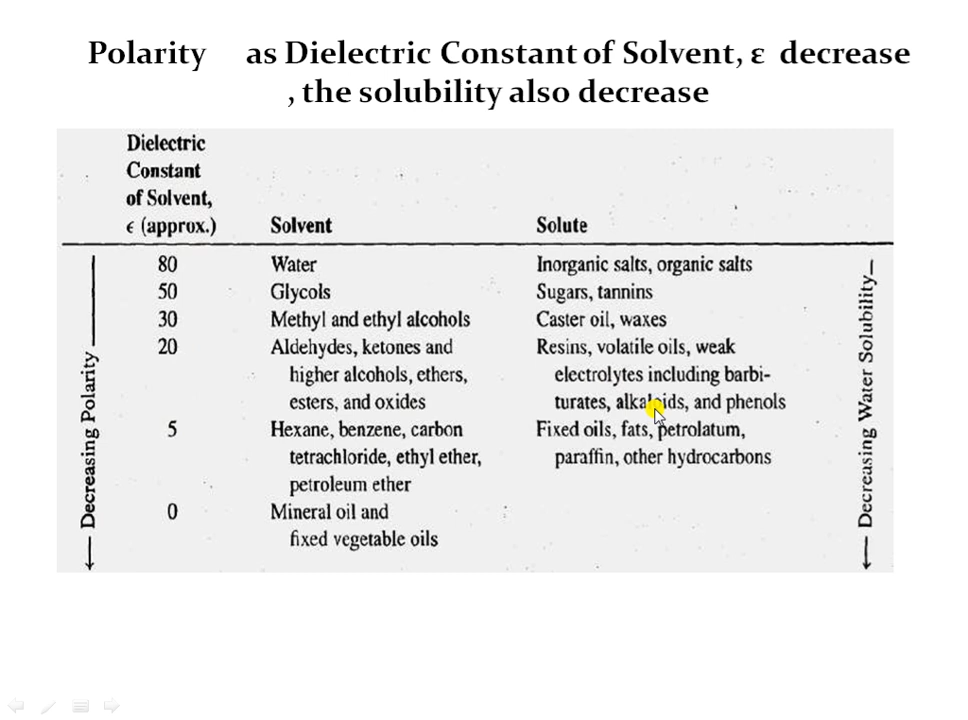 Polarity as Dielectric Constant of Solvent, ε decrease
, the solubility also decrease
Dielectric
Constant
of Solvent,
ϵ (approx.) Solvent Solute
80 Water Inorganic salts, organic salts
50 Glycols Sugars, tannins
30 Methyl and ethyl alcohols Caster oil, waxes
20 Aldehydes, ketones and Resins, volatile oils, weak
higher alcohols, ethers, electrolytes including barbi-
esters, and oxides turates, alkaloids, and phenols
5 Hexane, benzene, carbon Fixed oils, fats, petrolatum,
tetrachloride, ethyl ether, paraffin, other hydrocarbons
petroleum ether
0 Mineral oil and
fixed vegetable oils
Decreasing Polarity
Decreasing Water Solubility